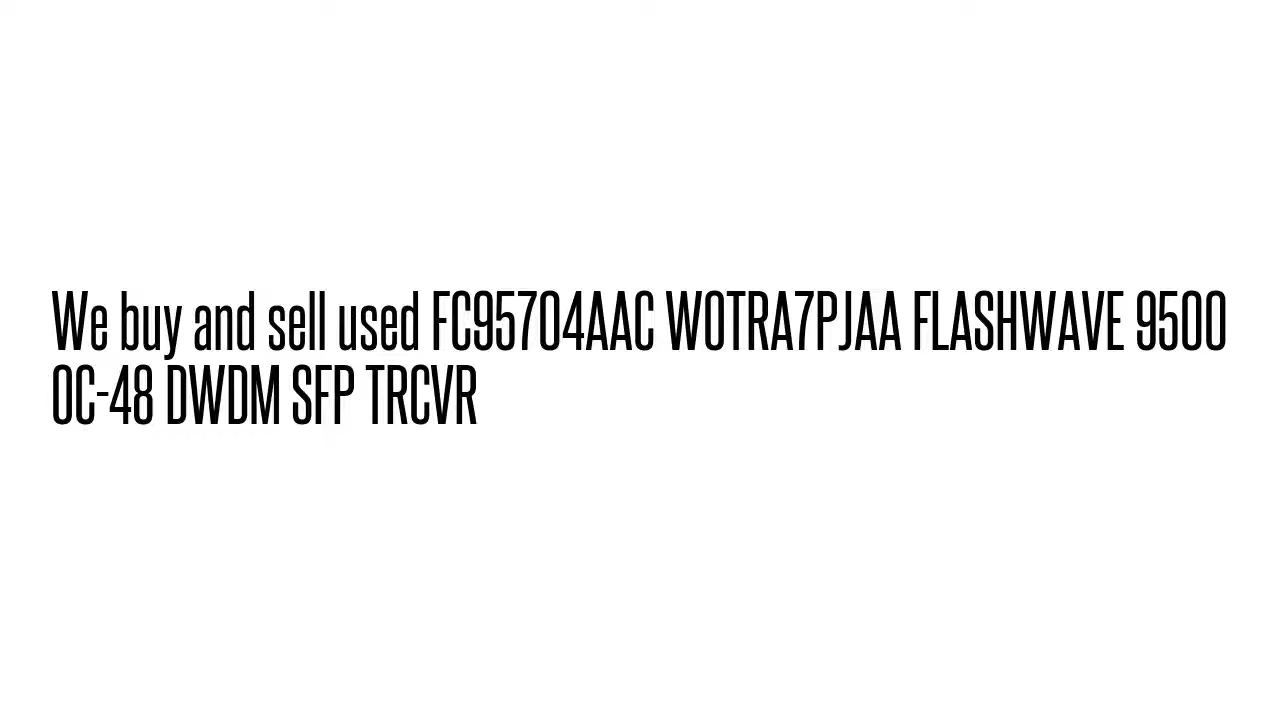 We buy and sell used FC95704AAC WOTRA7PJAA FLASHWAVE 9500
OC-48 DWDM SFP TRCVR